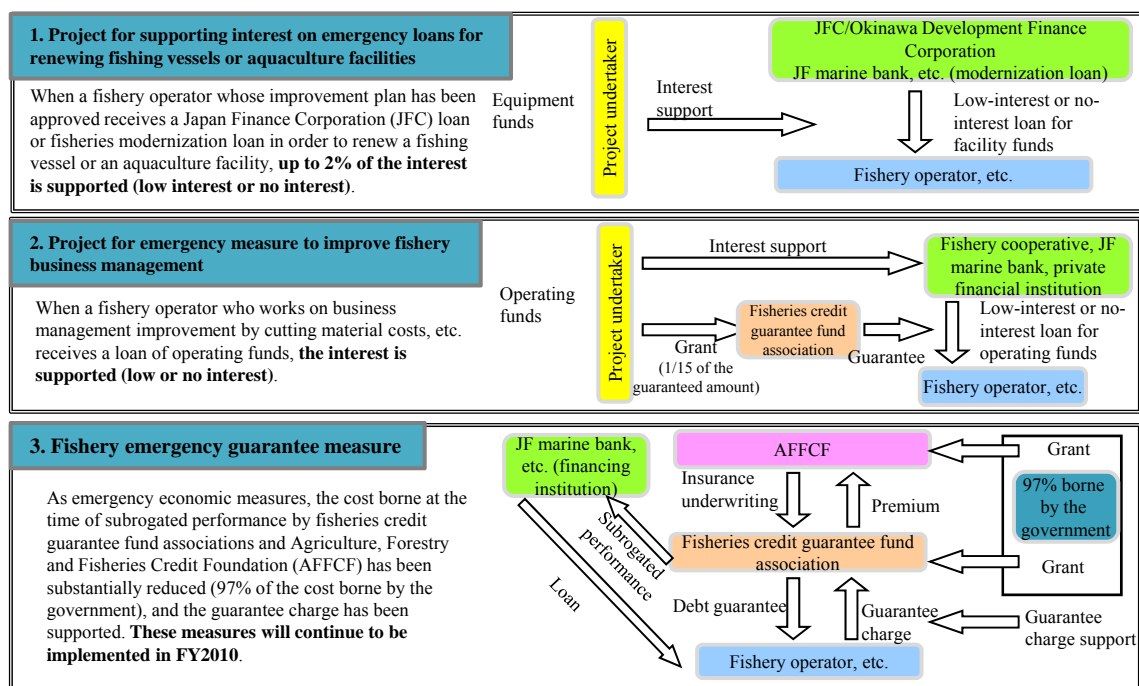 1. Project for supporting interest on emergency loans for
renewing fishing vessels or aquaculture facilities
When a fishery operator whose improvement plan has been
approved receives a Japan Finance Corporation (JFC) loan
or fisheries modernization loan in order to renew a fishing
vessel or an aquaculture facility, up to 2% of the interest
is supported (low interest or no interest).
Equipment
funds
Project undertaker
Interest
support
JFC/Okinawa Development Finance
Corporation
JF marine bank, etc. (modernization loan)
Low-interest or no-
interest loan for
facility funds
Fishery operator, etc.
2. Project for emergency measure to improve fishery
business management
When a fishery operator who works on business
management improvement by cutting material costs, etc.
receives a loan of operating funds, the interest is
supported (low or no interest).
Operating
funds
Project undertaker
Interest support
Fishery cooperative, JF
marine bank, private
financial institution
Grant
(1/15 of the
guaranteed amount)
Fisheries credit
guarantee fund
association
Guarantee
Low-interest or no-
interest loan for
operating funds
Fishery operator, etc.
3. Fishery emergency guarantee measure
As emergency economic measures, the cost borne at the
time of subrogated performance by fisheries credit
guarantee fund associations and Agriculture, Forestry
and Fisheries Credit Foundation (AFFCF) has been
substantially reduced (97% of the cost borne by the
government), and the guarantee charge has been
supported. These measures will continue to be
implemented in FY2010.
JF marine bank,
etc. (financing
institution)
AFFCF
Grant
97% borne
by the
government
Grant
Insurance
underwriting
Premium
Subrogated
performance
Loan
Fisheries credit guarantee fund
association
Debt guarantee
Guarantee
charge
Guarantee
charge support
Fishery operator, etc.